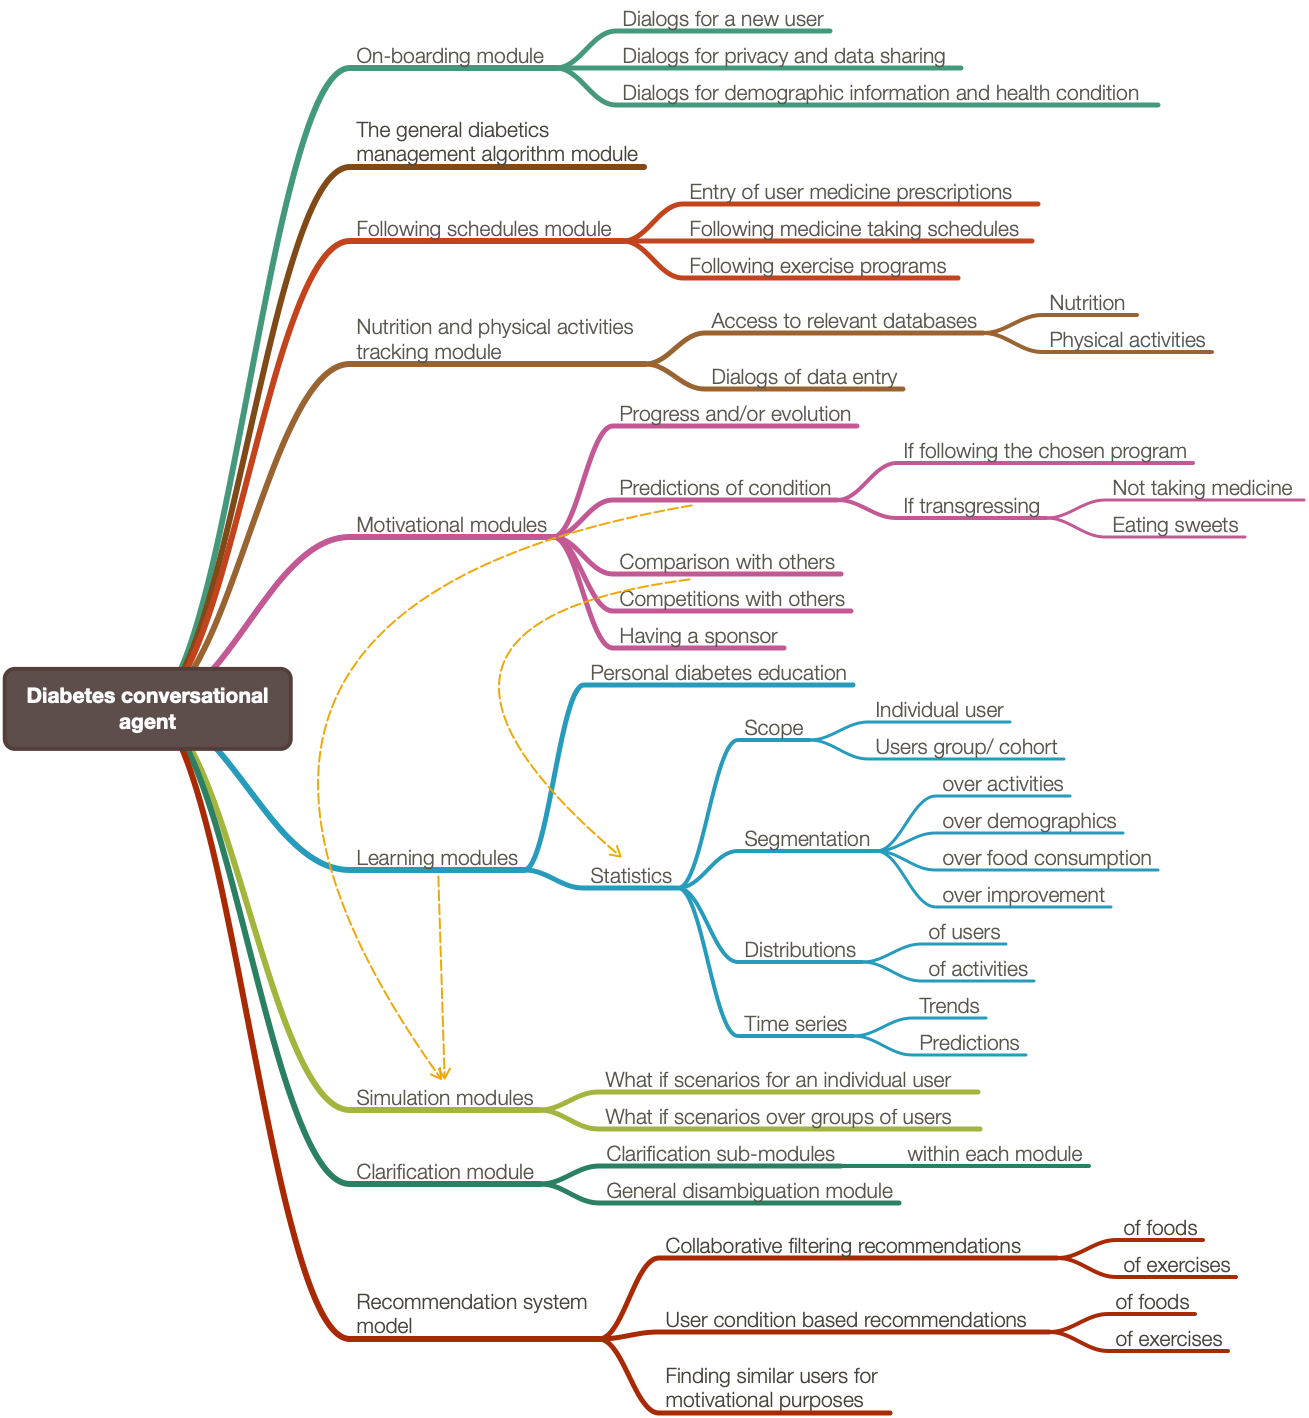 Dialogs for a new user
On-boarding module
Dialogs for privacy and data sharing
Dialogs for demographic information and health condition
The general diabetics
management algorithm module
Entry of user medicine prescriptions
Following schedules module
Following medicine taking schedules
Following exercise programs
Nutrition and physical activities
tracking module
Access to relevant databases
Nutrition
Physical activities
Dialogs of data entry
Motivational modules
Progress and/or evolution
Predictions of condition
If following the chosen program
If transgressing
Not taking medicine
Eating sweets
Comparison with others
Competitions with others
Having a sponsor
Diabetes conversational
agent
Learning modules
Personal diabetes education
Statistics
Scope
Individual user
Users group/ cohort
Segmentation
over activities
over demographics
over food consumption
over improvement
Distributions
of users
of activities
Time series
Trends
Predictions
Simulation modules
What if scenarios for an individual user
What if scenarios over groups of users
Clarification module
Clarification sub-modules
within each module
General disambiguation module
Recommendation system
model
Collaborative filtering recommendations
of foods
of exercises
User condition based recommendations
of foods
of exercises
Finding similar users for
motivational purposes